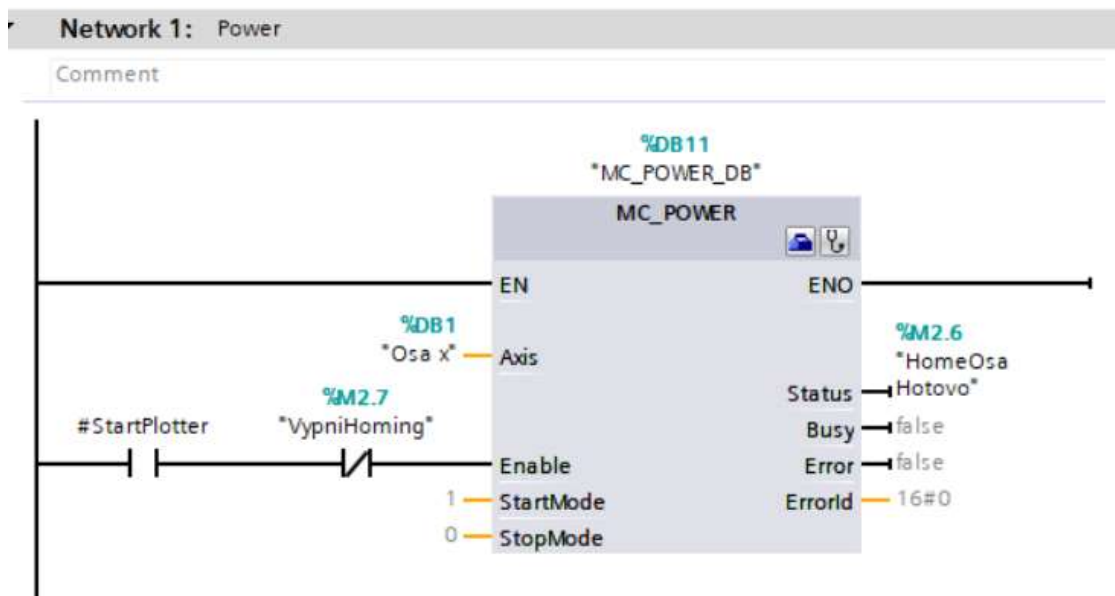 Network 1: Power
Comment
%DB11
"MC_POWER_DB"
MC_POWER
EN
ENO
%DB1
"Osa x"
Axis
%M2.6
"HomeOsa
Hotovo"
Status
%M2.7
#StartPlotter
"VypniHoming"
Busy
false
Enable
Error
false
1
StartMode
ErrorId
16#0
0
StopMode